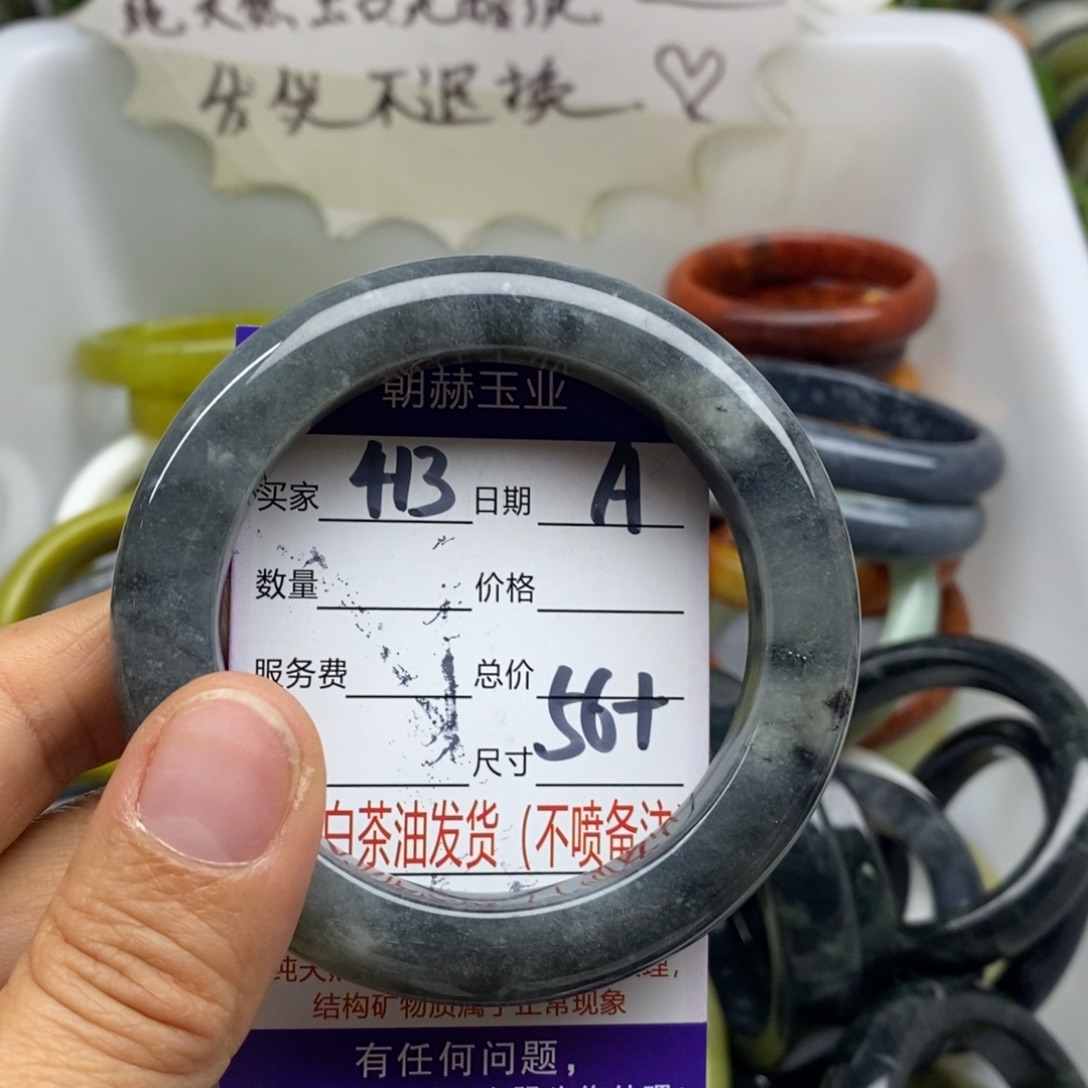 发货不退换
朝赫玉业
买家 413 日期 A
数量 价格
服务费 总价
尺寸 56+
白茶油发货（不喷备注
结构矿物质属于正常现象
有任何问题，